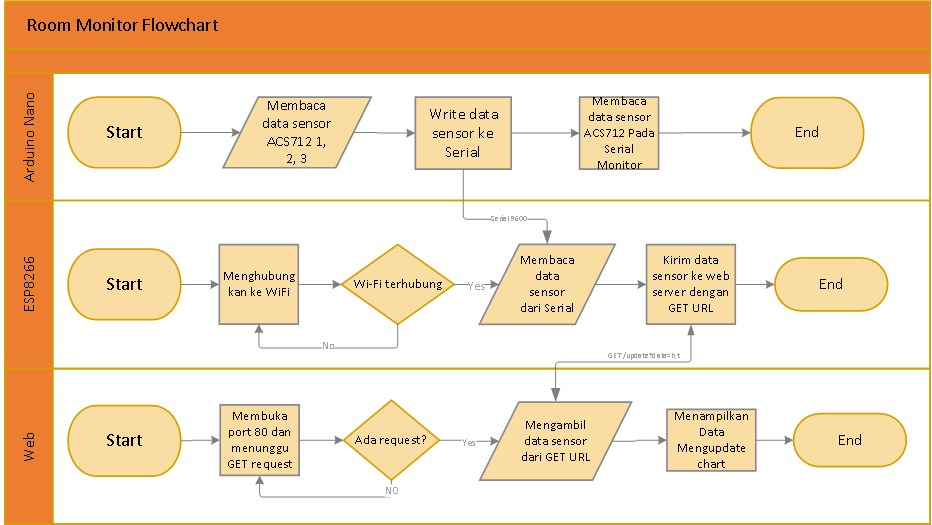 Room Monitor Flowchart
Arduino Nano
Start
Membaca
data sensor
ACS712 1,
2, 3
Write data
sensor ke
Serial
Membaca
data sensor
ACS712 Pada
Serial
Monitor
End
Serial 9600
ESP8266
Start
Menghubung
kan ke WiFi
Wi-Fi terhubung
Yes
No
Membaca
data
sensor
dari Serial
Kirim data
sensor ke web
server dengan
GET URL
End
GET /update?data=h,t
Web
Start
Membuka
port 80 dan
menunggu
GET request
Ada request?
Yes
NO
Mengambil
data sensor
dari GET URL
Menampilkan
Data
Mengupdate
chart
End